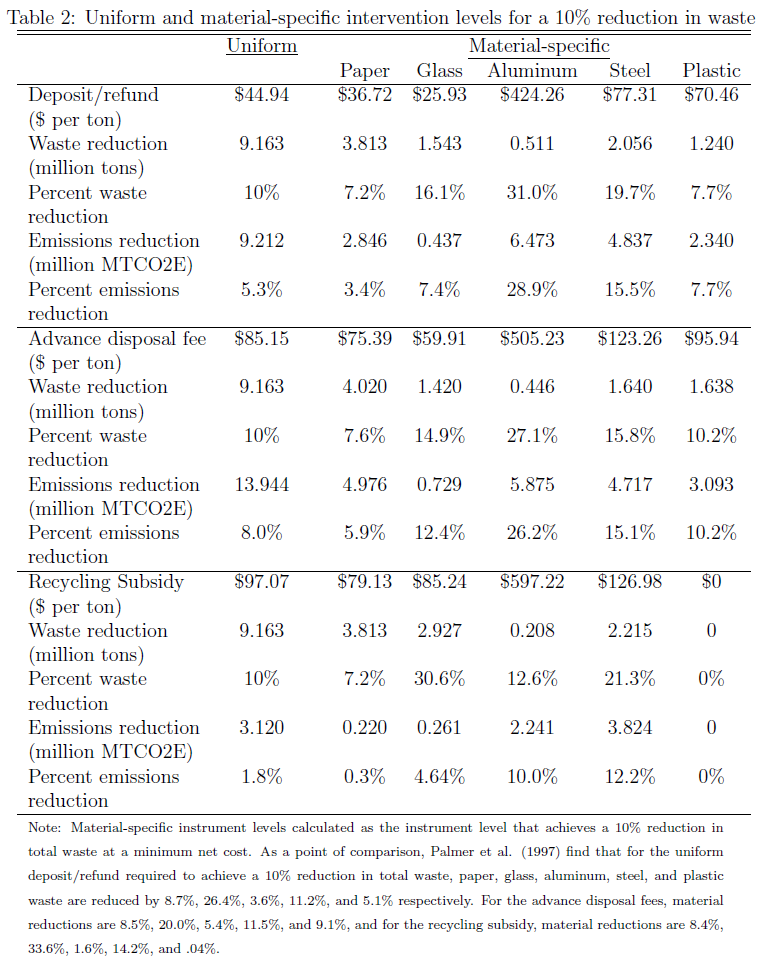 Table 2: Uniform and material-specific intervention levels for a 10% reduction in waste
Uniform Material-specific
Paper Glass Aluminum Steel Plastic
Deposit/refund $44.94 $36.72 $25.93 $424.26 $77.31 $70.46
($ per ton)
Waste reduction 9.163 3.813 1.543 0.511 2.056 1.240
(million tons)
Percent waste 10% 7.2% 16.1% 31.0% 19.7% 7.7%
reduction
Emissions reduction 9.212 2.846 0.437 6.473 4.837 2.340
(million MTCO2E)
Percent emissions 5.3% 3.4% 7.4% 28.9% 15.5% 7.7%
reduction
Advance disposal fee $85.15 $75.39 $59.91 $505.23 $123.26 $95.94
($ per ton)
Waste reduction 9.163 4.020 1.420 0.446 1.640 1.638
(million tons)
Percent waste 10% 7.6% 14.9% 27.1% 15.8% 10.2%
reduction
Emissions reduction 13.944 4.976 0.729 5.875 4.717 3.093
(million MTCO2E)
Percent emissions 8.0% 5.9% 12.4% 26.2% 15.1% 10.2%
reduction
Recycling Subsidy $97.07 $79.13 $85.24 $597.22 $126.98 $0
($ per ton)
Waste reduction 9.163 3.813 2.927 0.208 2.215 0
(million tons)
Percent waste 10% 7.2% 30.6% 12.6% 21.3% 0%
reduction
Emissions reduction 3.120 0.220 0.261 2.241 3.824 0
(million MTCO2E)
Percent emissions 1.8% 0.3% 4.64% 10.0% 12.2% 0%
reduction
Note: Material-specific instrument levels calculated as the instrument level that achieves a 10% reduction in
total waste at a minimum net cost. As a point of comparison, Palmer et al. (1997) find that for the uniform
deposit/refund required to achieve a 10% reduction in total waste, paper, glass, aluminum, steel, and plastic
waste are reduced by 8.7%, 26.4%, 3.6%, 11.2%, and 5.1% respectively. For the advance disposal fees, material
reductions are 8.5%, 20.0%, 5.4%, 11.5%, and 9.1%, and for the recycling subsidy, material reductions are 8.4%,
33.6%, 1.6%, 14.2%, and .04%.